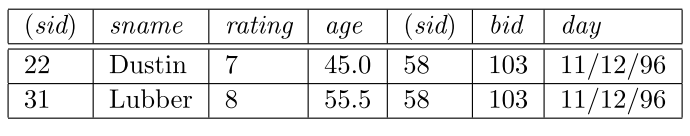 (sid) sname rating age (sid) bid day
22 Dustin 7 45.0 58 103 11/12/96
31 Lubber 8 55.5 58 103 11/12/96